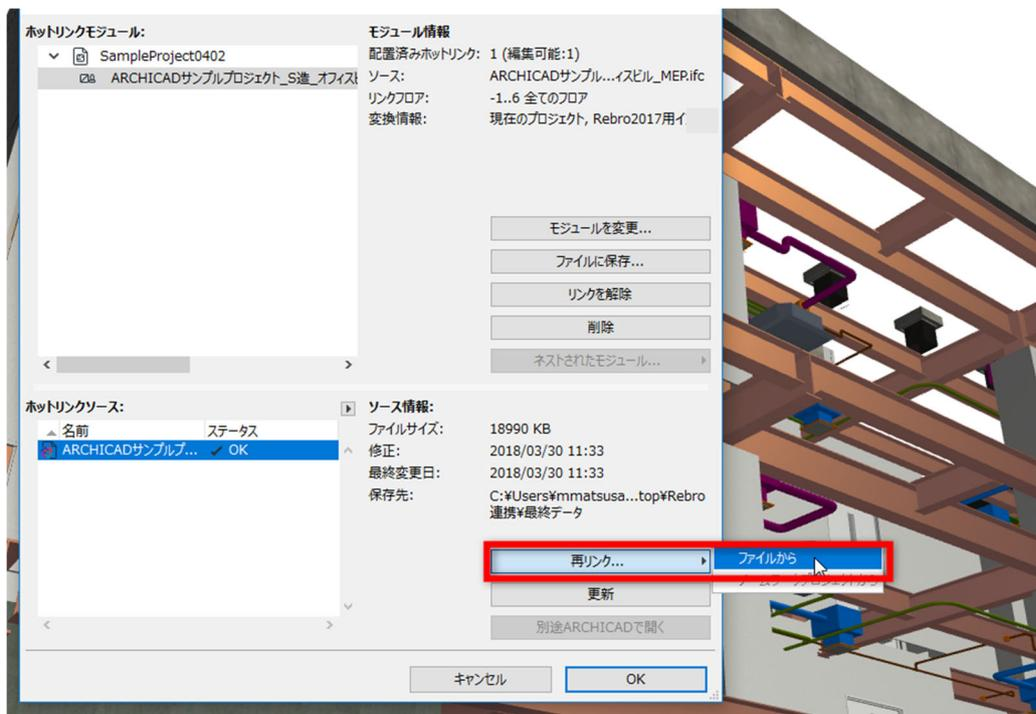 ホットリンクモジュール:
SampleProject0402
ARCHICADサンプルプロジェクト_S造_オフィスビ
モジュール情報
配置済みホットリンク: 1 (編集可能:1)
ソース: ARCHICADサンプル...ィスビル_MEP.ifc
リンクフロア: -1..6 全てのフロア
変換情報: 現在のプロジェクト, Rebro2017用イ
モジュールを変更...
ファイルに保存...
リンクを解除
削除
ネストされたモジュール...
ホットリンクソース:
名前 ステータス
ARCHICADサンプルプ... OK
ソース情報:
ファイルサイズ: 18990 KB
修正: 2018/03/30 11:33
最終変更日: 2018/03/30 11:33
保存先: C:¥Users¥mmatsusa...top¥Rebro
連携¥最終データ
再リンク... ファイルから
更新
別途ARCHICADで開く
キャンセル OK